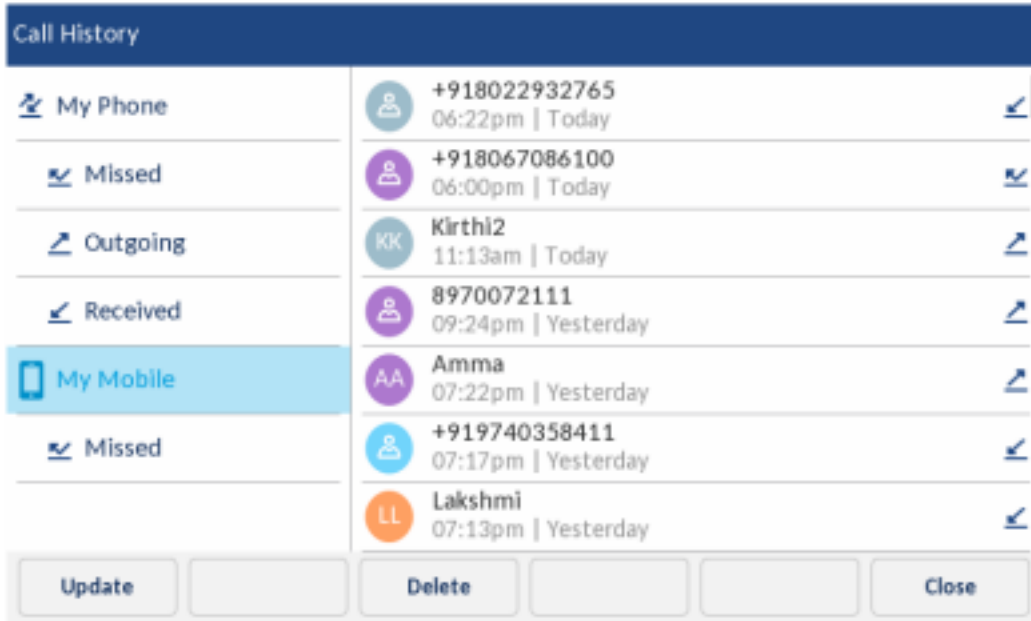 Call History
My Phone
Missed
Outgoing
Received
My Mobile
Missed
+918022932765
06:22pm | Today
+918067086100
06:00pm | Today
KK
Kirthi2
11:13am | Today
8970072111
09:24pm | Yesterday
AA
Amma
07:22pm | Yesterday
+919740358411
07:17pm | Yesterday
LL
Lakshmi
07:13pm | Yesterday
Update
Delete
Close